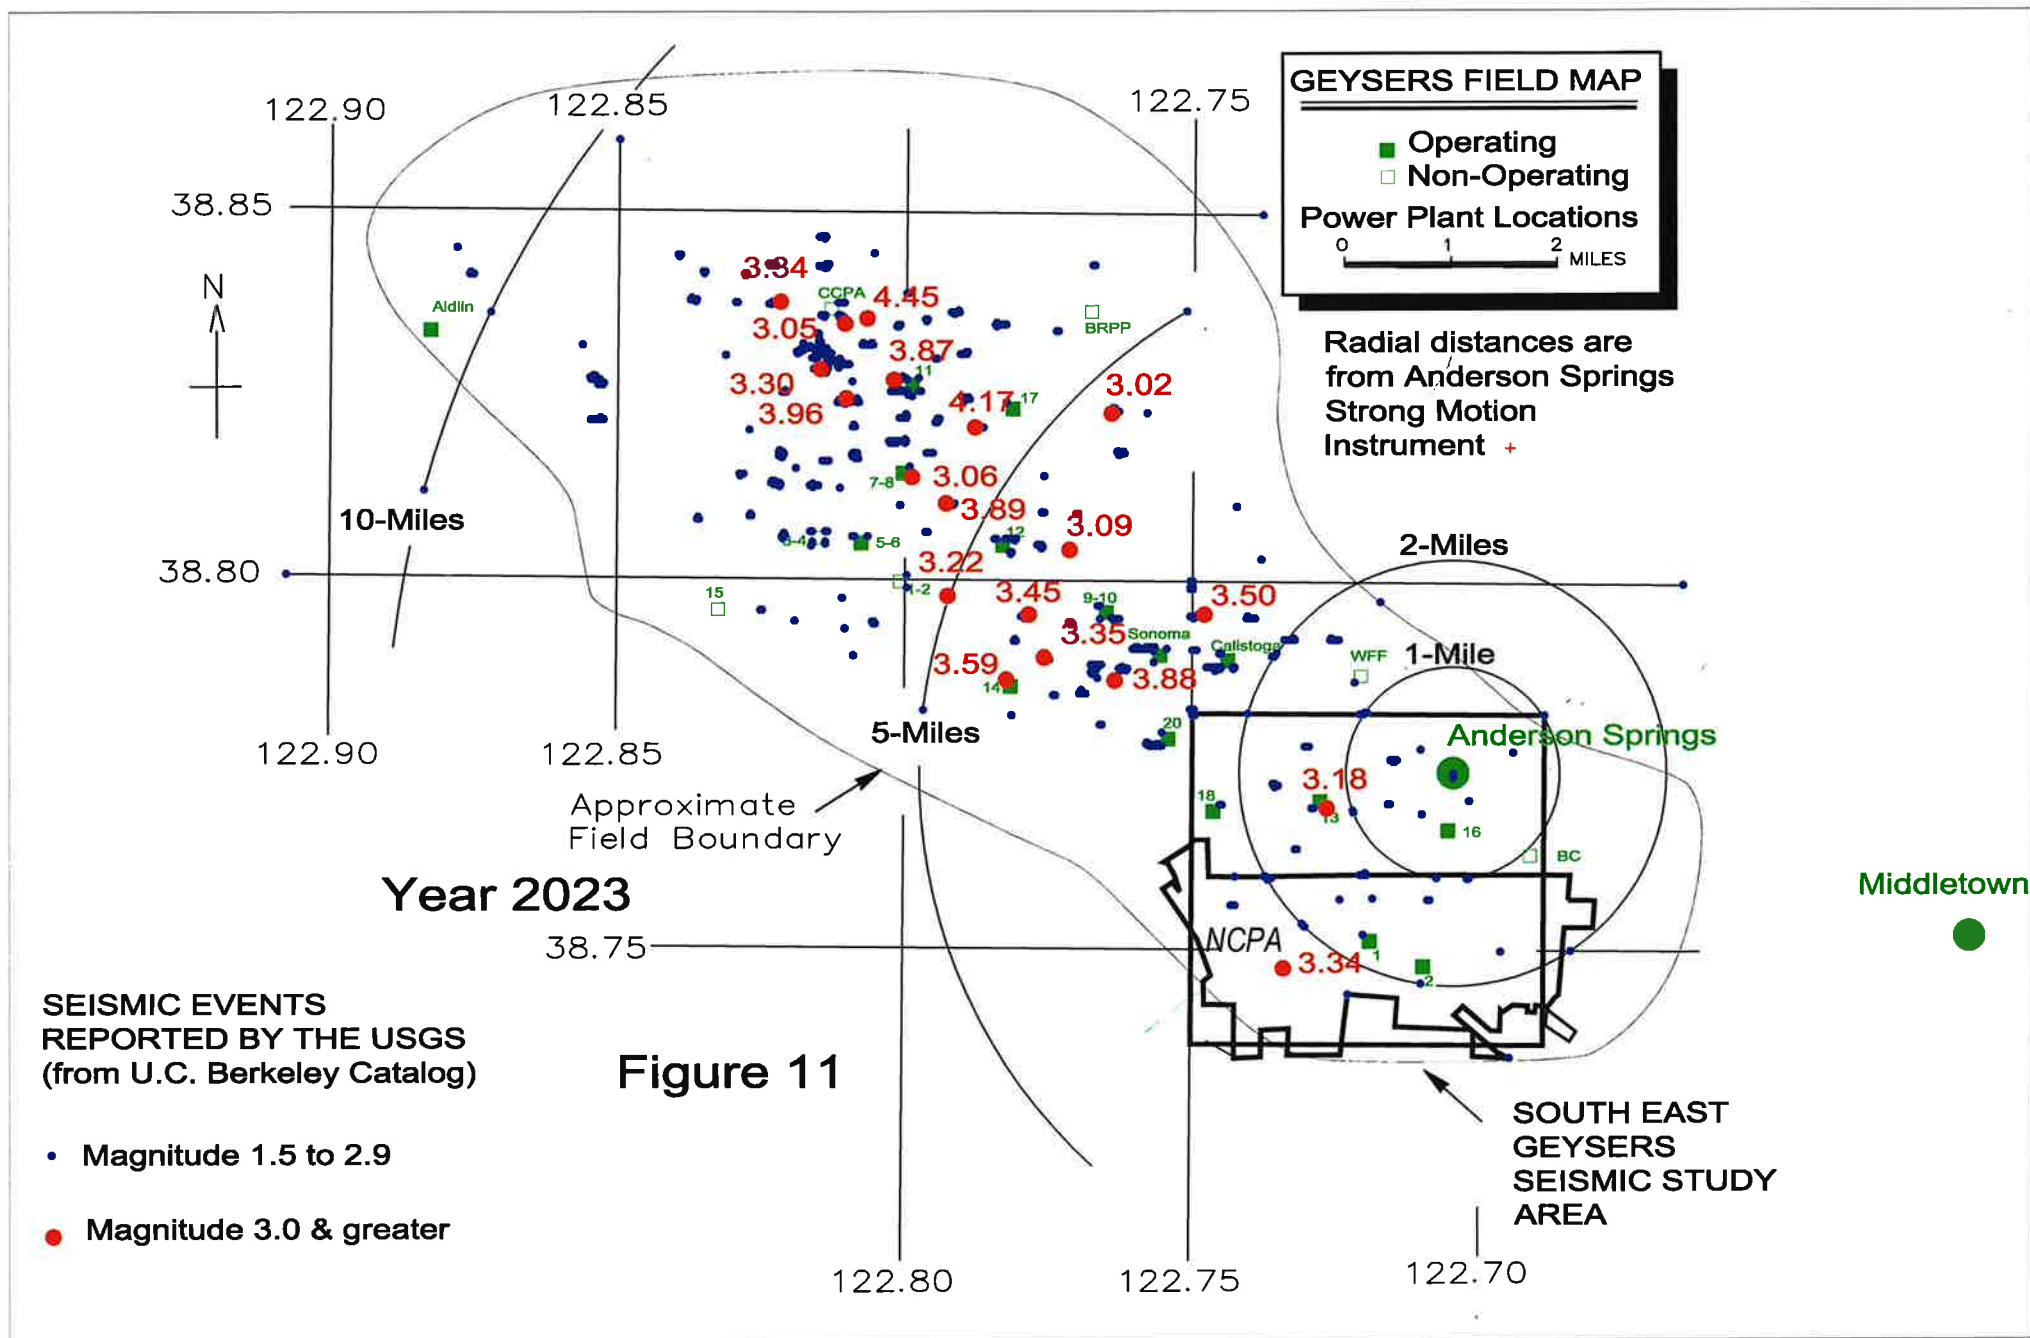 122.90
122.85
122.75
GEYSERS FIELD MAP
Operating
Non-Operating
Power Plant Locations
0 1 2
MILES
38.85
N
Aidlin
3.34
CCPA
4.45
3.05
BRPP
Radial distances are
from Anderson Springs
Strong Motion
Instrument +
3.87
11
3.30
3.96
4.17
17
3.02
7-8
3.06
3.89
10-Miles
3.09
12
5-6
2-Miles
38.80
3.22
1-2
15
3.45
9-10
3.50
3.35
Sonoma
Calistoga
WFF
1-Mile
3.59
14
3.88
5-Miles
20
Anderson Springs
122.90
122.85
3.18
18
13
16
BC
Approximate
Field Boundary
Year 2023
Middletown
38.75
NCPA
1
3.34
2
SEISMIC EVENTS
REPORTED BY THE USGS
(from U.C. Berkeley Catalog)
Figure 11
SOUTH EAST
GEYSERS
SEISMIC STUDY
AREA
Magnitude 1.5 to 2.9
Magnitude 3.0 & greater
122.80
122.75
122.70